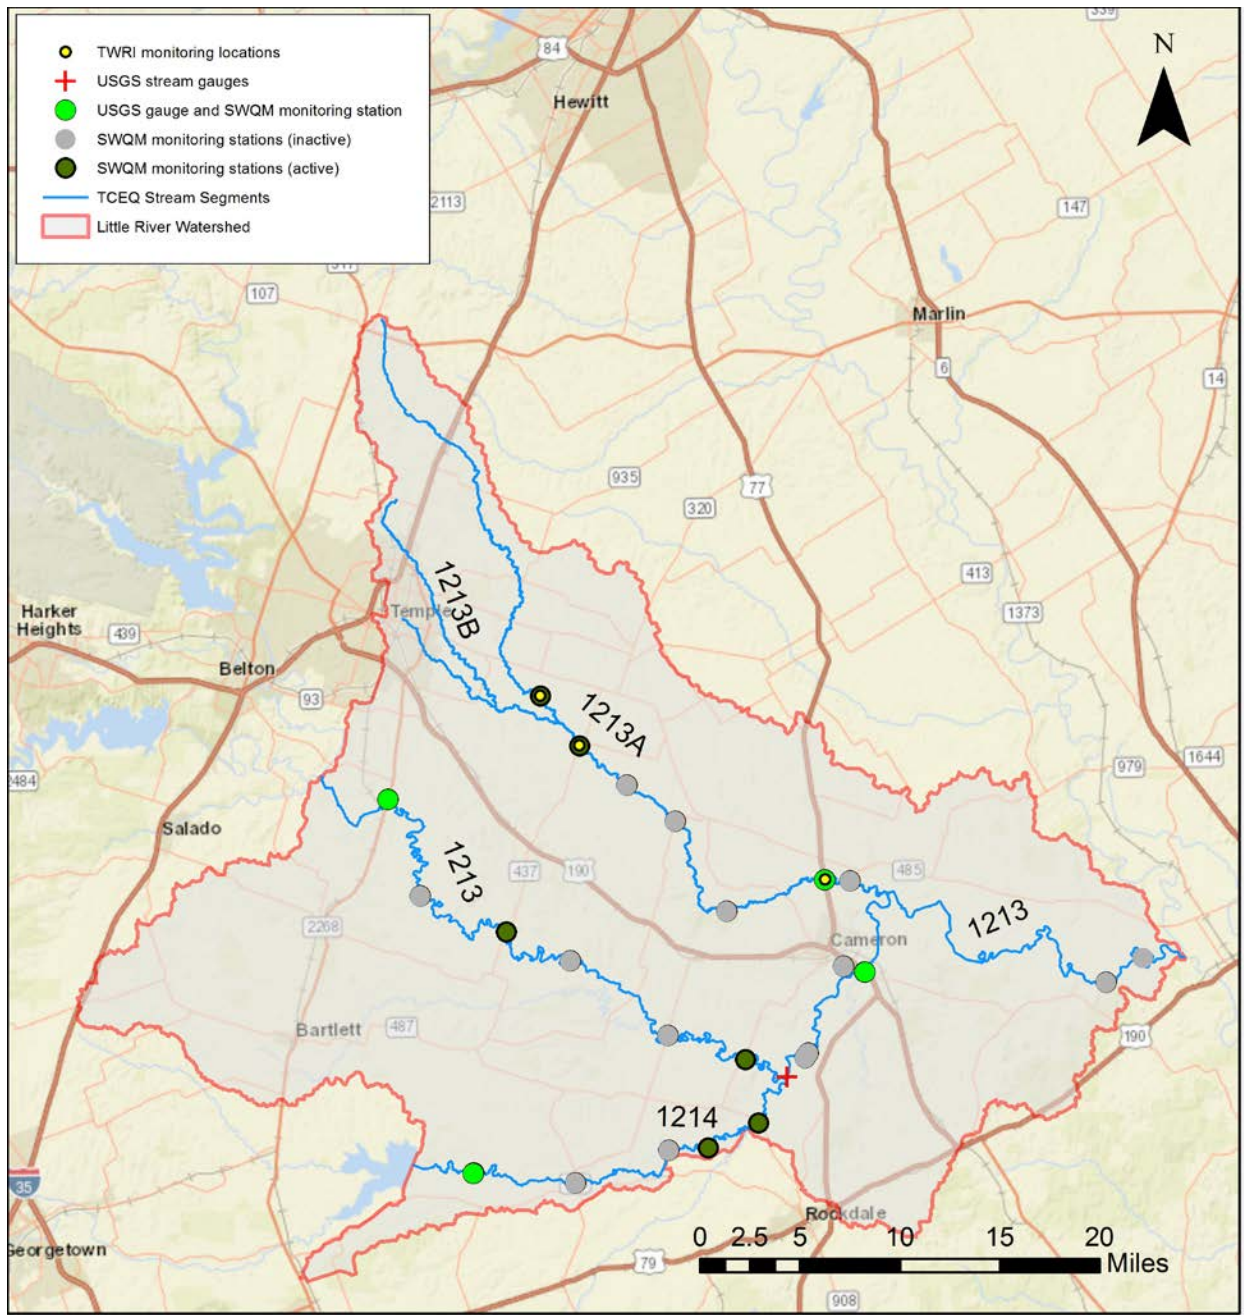 TWRI monitoring locations
USGS stream gauges
USGS gauge and SWQM monitoring station
SWQM monitoring stations (inactive)
SWQM monitoring stations (active)
TCEQ Stream Segments
Little River Watershed
339
84
N
Hewitt
2113
147
107
Marlin
6
14
935
77
320
413
1213B
Harker
Heights
Temple
1373
439
Belton
93
1213A
1644
979
2484
Salado
1213
437
190
485
2268
1213
Cameron
Bartlett
487
190
1214
35
Rockdale
Georgetown
0 2.5 5 10 15 20
Miles
79
908